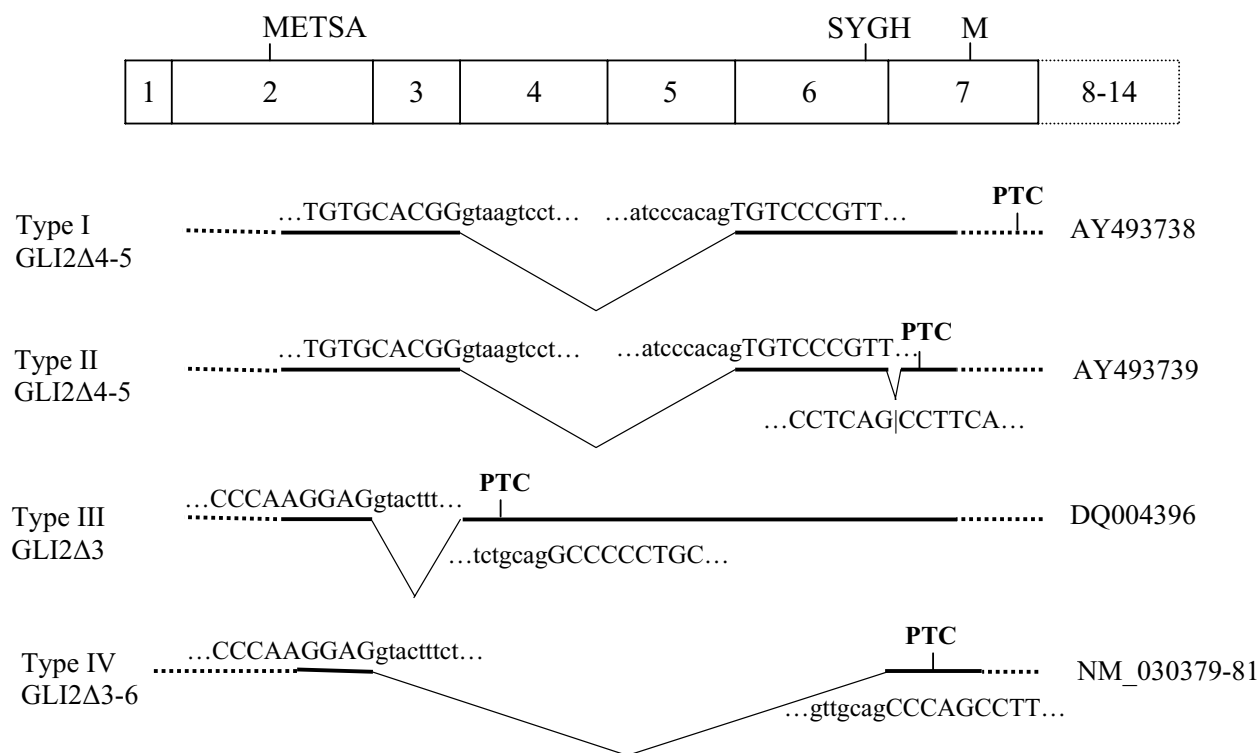 METSA SYGH M
1 2 3 4 5 6 7 8-14
…TGTGCACGGgtaagtcct… …atcccacagTGTCCCGTT… PTC
Type I
GLI2Δ4-5
AY493738
…TGTGCACGGgtaagtcct… …atcccacagTGTCCCGTT… PTC
Type II
GLI2Δ4-5
AY493739
…CCTCAG|CCTTCA…
…CCCAAGGAGgtacttt… PTC
Type III
GLI2Δ3
DQ004396
…tctgcagGCCCCCTGC…
…CCCAAGGAGgtactttct… PTC
Type IV
GLI2Δ3-6
NM_030379-81
…gttgcagCCCAGCCTT…